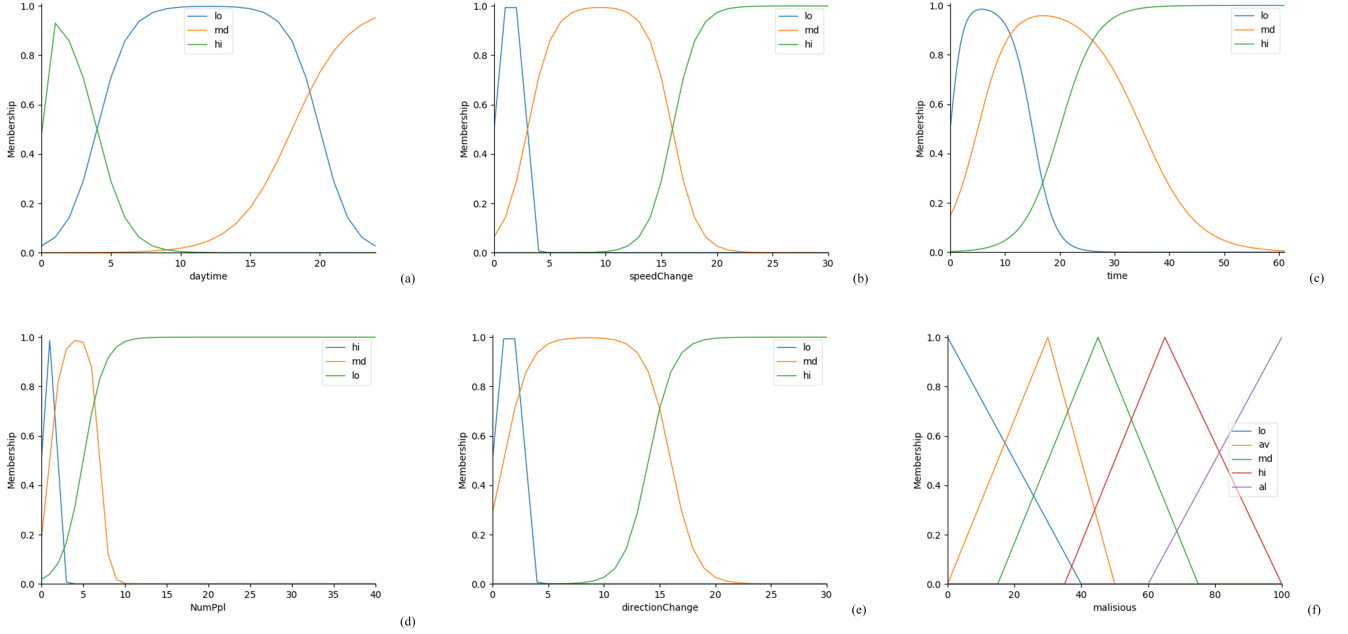 1.0
0.8
0.6
0.4
0.2
0.0
Membership
lo
md
hi
0 5 10 15 20
daytime
(a)
1.0
0.8
0.6
0.4
0.2
0.0
Membership
lo
md
hi
0 5 10 15 20 25 30
speedChange
(b)
1.0
0.8
0.6
0.4
0.2
0.0
Membership
lo
md
hi
0 10 20 30 40 50 60
time
(c)
1.0
0.8
0.6
0.4
0.2
0.0
Membership
hi
md
lo
0 5 10 15 20 25 30 35 40
NumPpl
(d)
1.0
0.8
0.6
0.4
0.2
0.0
Membership
lo
md
hi
0 5 10 15 20 25 30
directionChange
(e)
1.0
0.8
0.6
0.4
0.2
0.0
Membership
lo
av
md
hi
al
0 20 40 60 80 100
malisious
(f)